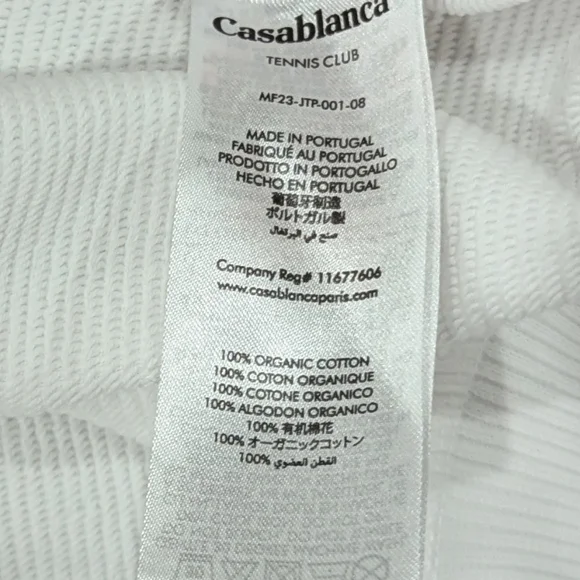 Casablanca
TENNIS CLUB
MF23-JTP-001-08
MADE IN PORTUGAL
FABRIQUÉ AU PORTUGAL
PRODOTTO IN PORTOGALLO
HECHO EN PORTUGAL
葡萄牙制造
ポルトガル製
صنع في البرتغال
Company Reg# 11677606
www.casablancaparis.com
100% ORGANIC COTTON
100% COTON ORGANIQUE
100% COTONE ORGANICO
100% ALGODON ORGANICO
100% 有机棉花
100% オーガニックコットン
100% القطن العضوي